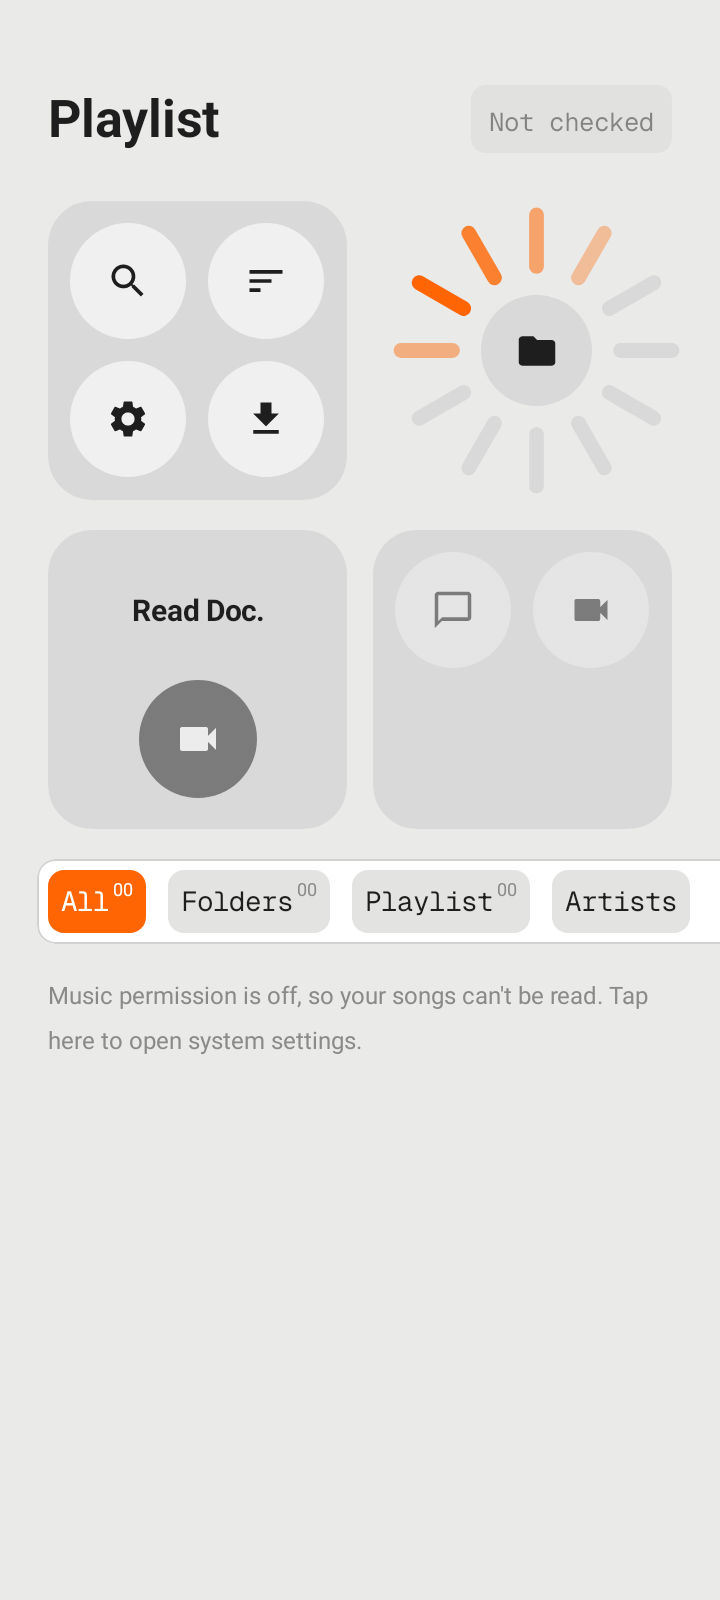 Playlist
Not checked
Read Doc.
All 00
Folders 00
Playlist 00
Artists
Music permission is off, so your songs can't be read. Tap
here to open system settings.